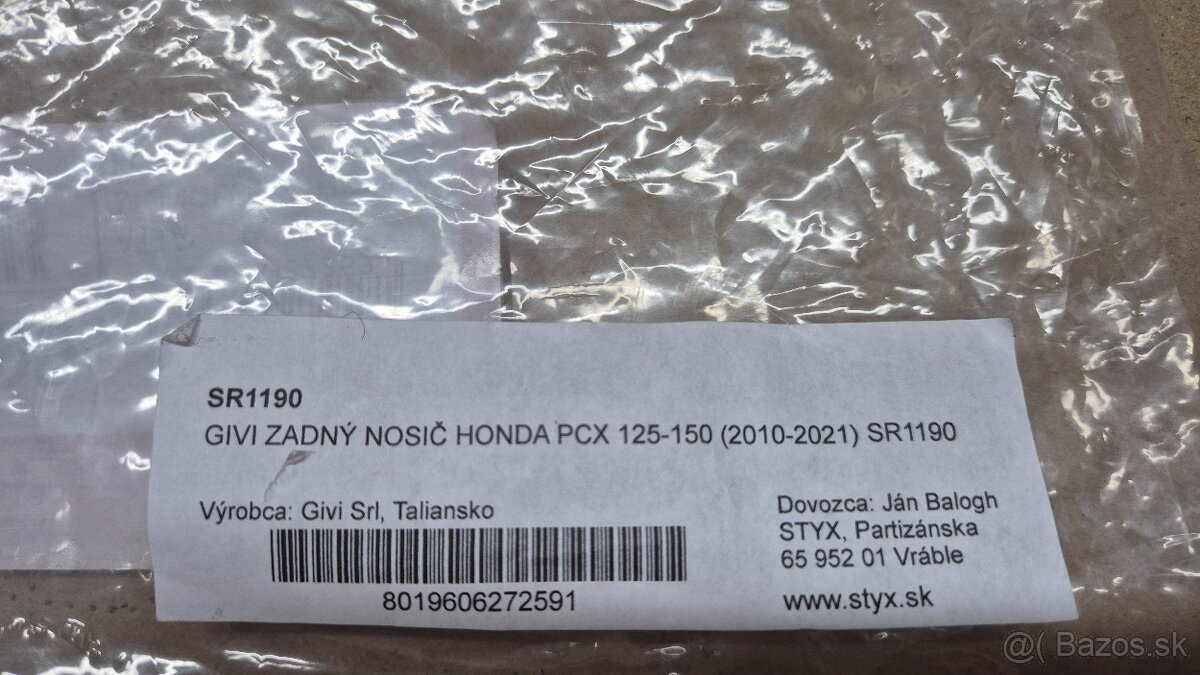 SR1190
GIVI ZADNÝ NOSIČ HONDA PCX 125-150 (2010-2021) SR1190
Výrobca: Givi Srl, Taliansko
8019606272591
Dovozca: Ján Balogh
STYX, Partizánska
65 952 01 Vráble
www.styx.sk
@( Bazos.sk